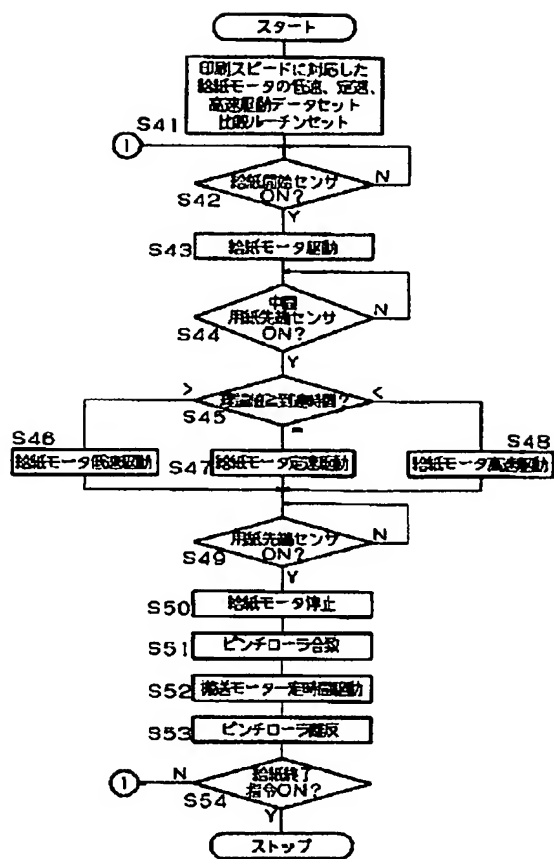 スタート
印刷スピードに対応した
給紙モータの低速、定速、
高速駆動データセット
比較ルーチンセット
S41
1
給紙開始センサ
ON?
N
S42
Y
S43
給紙モータ駆動
中間
用紙先端センサ
ON?
N
S44
Y
>
理論値≧到達時間?
<
S45
=
S46
S48
給紙モータ低速駆動
S47
給紙モータ定速駆動
給紙モータ高速駆動
用紙先端センサ
ON?
N
S49
Y
S50
給紙モータ停止
S51
ピンチローラ合致
S52
搬送モータ一定時間駆動
S53
ピンチローラ離反
1
N
給紙終了
指令ON?
S54
Y
ストップ